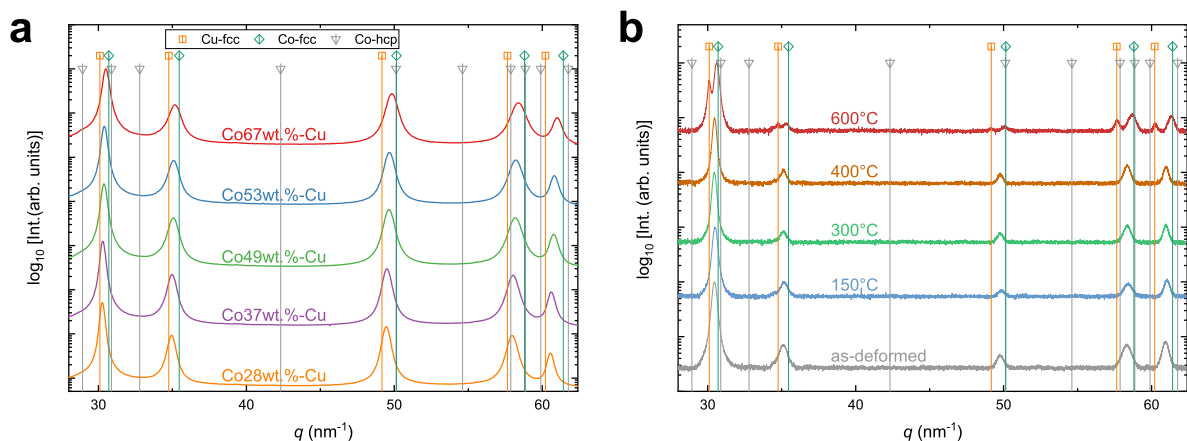 a
Cu-fcc Co-fcc Co-hcp
Co67wt.%-Cu
Co53wt.%-Cu
Co49wt.%-Cu
Co37wt.%-Cu
Co28wt.%-Cu
log10 [Int.(arb. units)]
30 40 50 60
q (nm-1)
b
600°C
400°C
300°C
150°C
as-deformed
log10 [Int. (arb. units)]
30 40 50 60
q (nm-1)